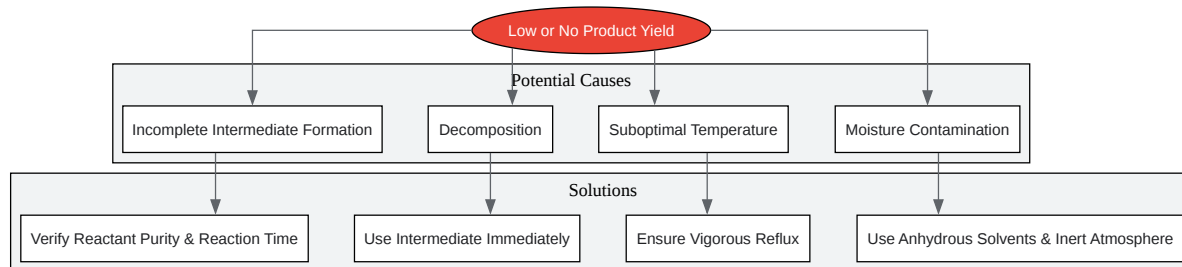 Low or No Product Yield
Potential Causes
Incomplete Intermediate Formation
Decomposition
Suboptimal Temperature
Moisture Contamination
Solutions
Verify Reactant Purity & Reaction Time
Use Intermediate Immediately
Ensure Vigorous Reflux
Use Anhydrous Solvents & Inert Atmosphere